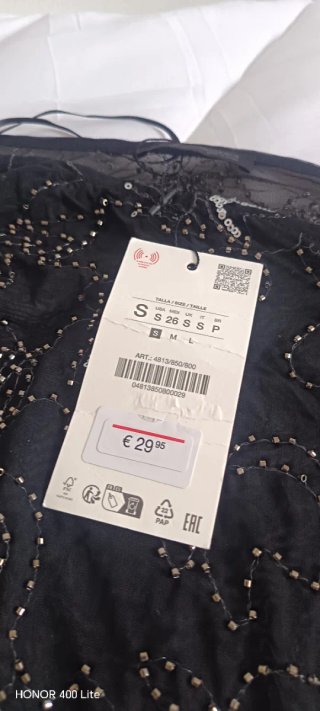 TALLA / SIZE / TAILLE
USA MEX UK IT BR
S S 26 S S P
S M L
ART.: 4813/850/800
04813850800029
€ 29 95
FSC
22
PAP
EAC
HONOR 400 Lite